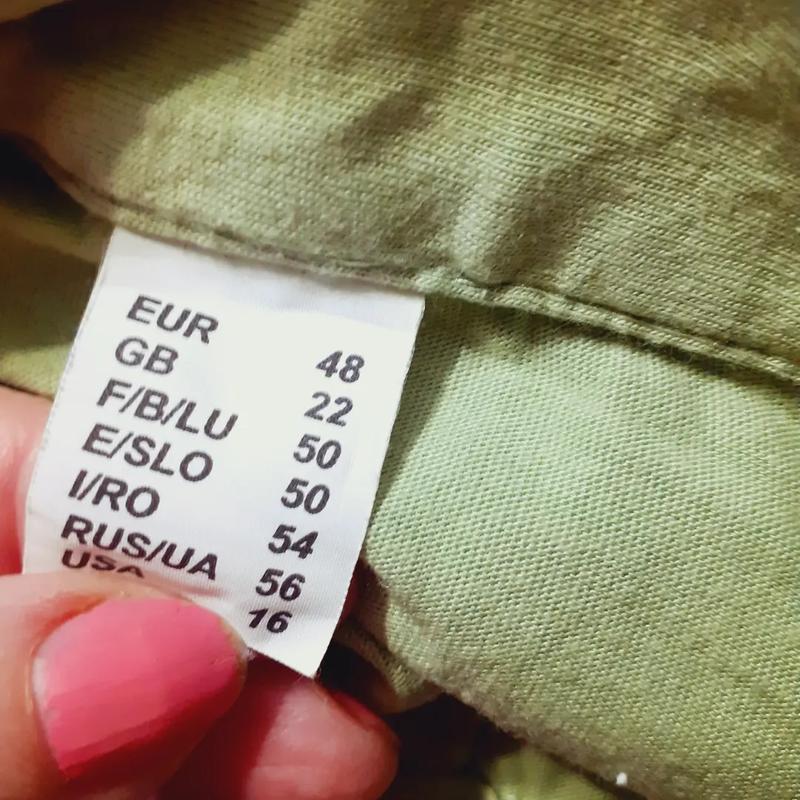 EUR 48
GB 22
F/B/LU 50
E/SLO 50
I/RO 54
RUS/UA 56
USA 16